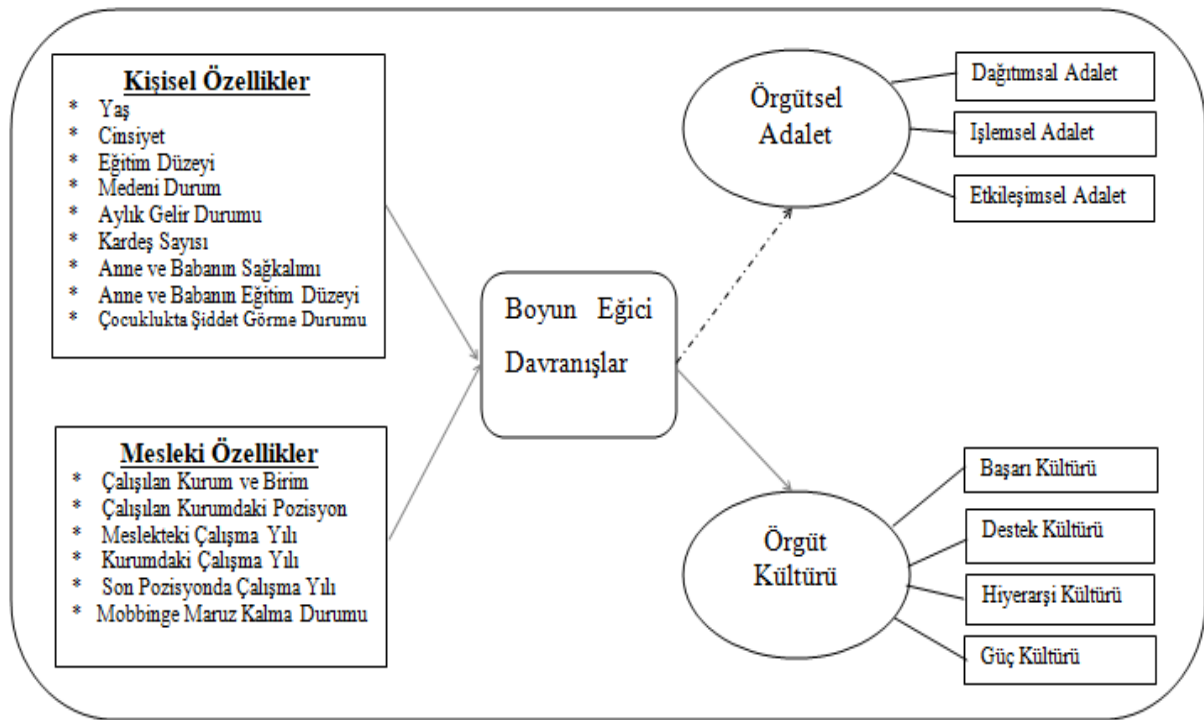 Kişisel Özellikler
* Yaş
* Cinsiyet
* Eğitim Düzeyi
* Medeni Durum
* Aylık Gelir Durumu
* Kardeş Sayısı
* Anne ve Babanın Sağkalımı
* Anne ve Babanın Eğitim Düzeyi
* Çocuklukta Şiddet Görme Durumu
Mesleki Özellikler
* Çalışılan Kurum ve Birim
* Çalışılan Kurumdaki Pozisyon
* Meslekteki Çalışma Yılı
* Kurumdaki Çalışma Yılı
* Son Pozisyonda Çalışma Yılı
* Mobbinge Maruz Kalma Durumu
Boyun Eğici
Davranışlar
Örgütsel
Adalet
Dağıtımsal Adalet
Işlemsel Adalet
Etkileşimsel Adalet
Örgüt
Kültürü
Başarı Kültürü
Destek Kültürü
Hiyerarşi Kültürü
Güç Kültürü